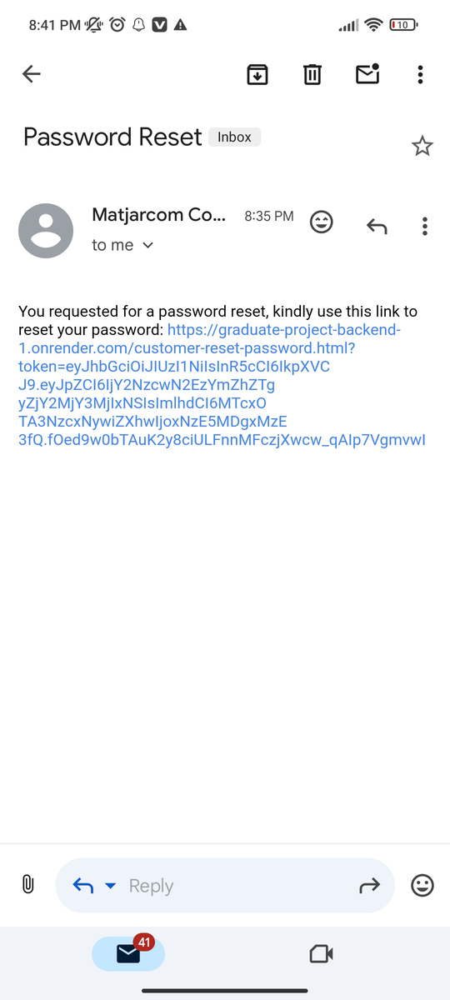 8:41 PM
10
Password Reset Inbox
Matjarcom Co... 8:35 PM
to me
You requested for a password reset, kindly use this link to
reset your password: https://graduate-project-backend-
1.onrender.com/customer-reset-password.html?
token=eyJhbGciOiJIUzI1NiIsInR5cCI6IkpXVC
J9.eyJpZCI6IjY2NzcwN2EzYmZhZTg
yZjY2MjY3MjIxNSIsImlhdCI6MTcxO
TA3NzcxNywiZXhwIjoxNzE5MDgxMzE
3fQ.fOed9w0bTAuK2y8ciULFnnMFczjXwcw_qAIp7VgmvwI
Reply
41